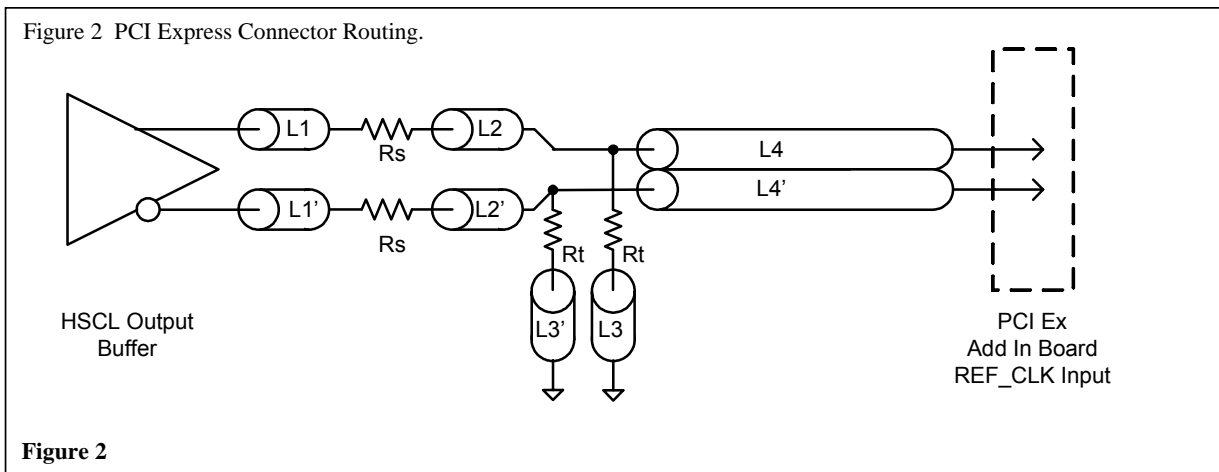 Figure 2 PCI Express Connector Routing.
L1
Rs
L2
L4
L1'
Rs
L2'
L4'
Rt
Rt
L3'
L3
HSCL Output
Buffer
PCI Ex
Add In Board
REF_CLK Input
Figure 2